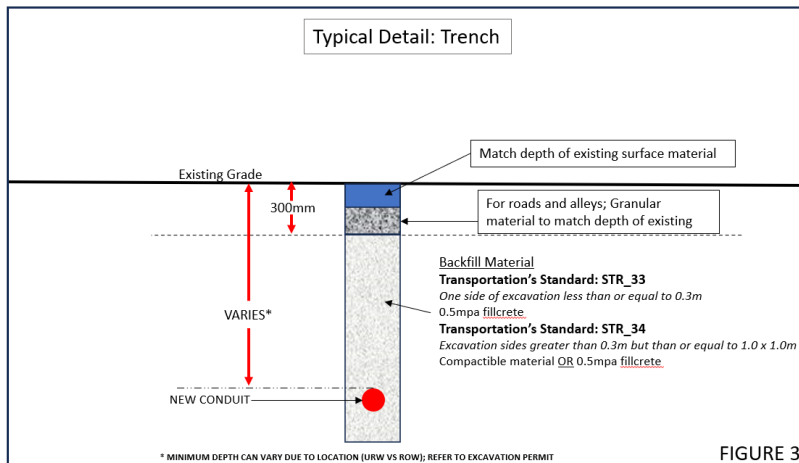 Typical Detail: Trench
Match depth of existing surface material
Existing Grade
300mm
For roads and alleys; Granular
material to match depth of existing
Backfill Material
Transportation's Standard: STR_33
One side of excavation less than or equal to 0.3m
0.5mpa fillcrete
VARIES*
Transportation's Standard: STR_34
Excavation sides greater than 0.3m but than or equal to 1.0 x 1.0m
Compactible material OR 0.5mpa fillcrete
NEW CONDUIT
* MINIMUM DEPTH CAN VARY DUE TO LOCATION (URW VS ROW); REFER TO EXCAVATION PERMIT
FIGURE 3